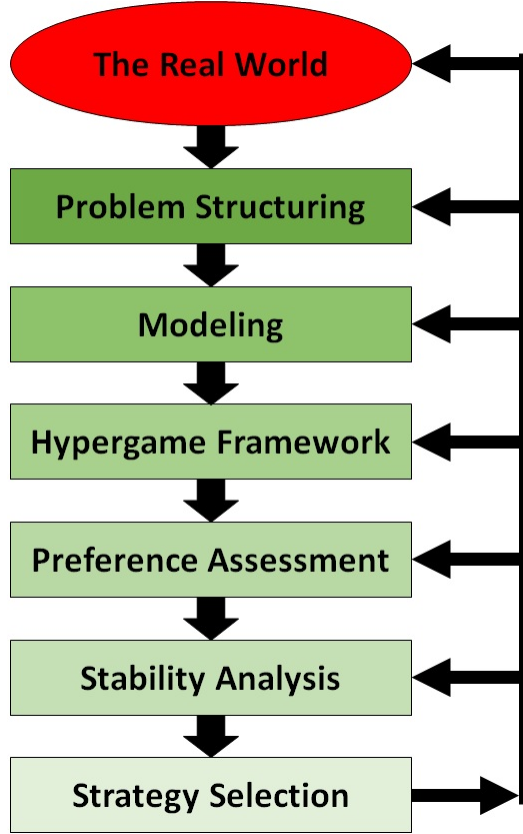 The Real World
Problem Structuring
Modeling
Hypergame Framework
Preference Assessment
Stability Analysis
Strategy Selection